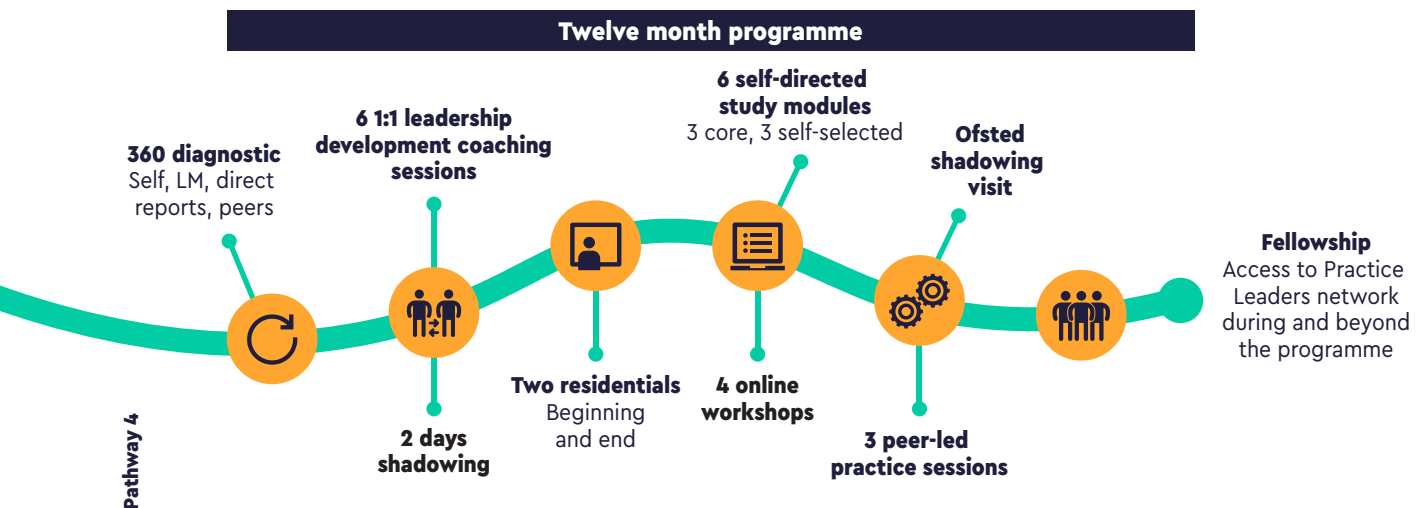 Twelve month programme
360 diagnostic
Self, LM, direct
reports, peers
6 1:1 leadership
development coaching
sessions
2 days
shadowing
Two residentials
Beginning
and end
6 self-directed
study modules
3 core, 3 self-selected
4 online
workshops
Ofsted
shadowing
visit
3 peer-led
practice sessions
Fellowship
Access to Practice
Leaders network
during and beyond
the programme
Pathway 4